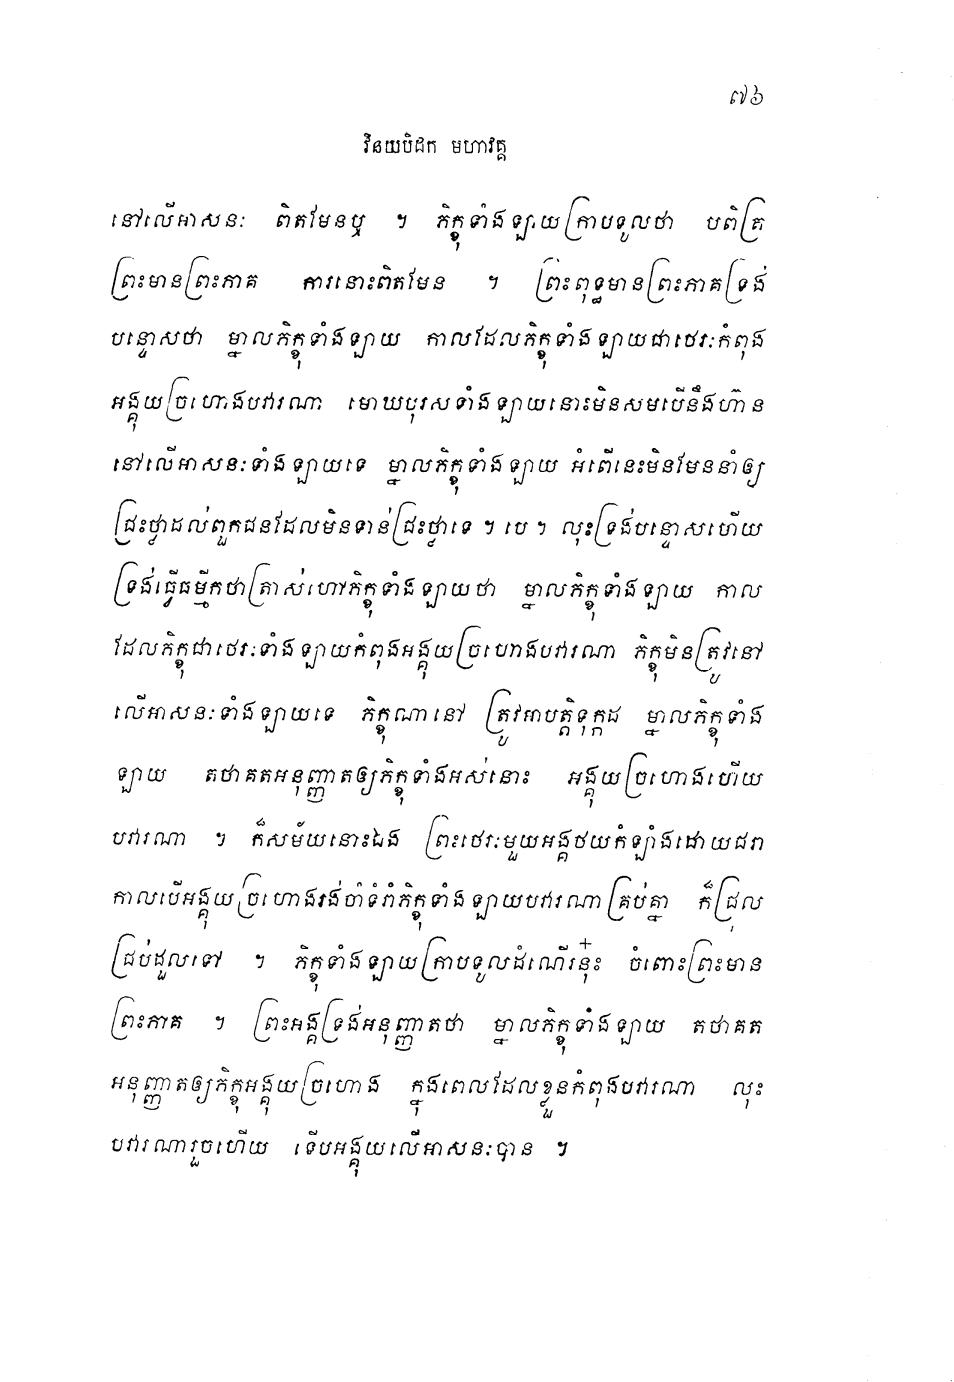 ៧៦
វិនយបិដក មហាវគ្គ
នៅលើអាសនៈ ពិតមែនឬ ។ ភិក្ខុទាំងឡាយក្រាបទូលថា បពិត្រ
ព្រះមានព្រះភាគ ការនោះពិតមែន ។ ព្រះពុទ្ធមានព្រះភាគទ្រង់
បន្ទោសថា ម្នាលភិក្ខុទាំងឡាយ កាលដែលភិក្ខុទាំងឡាយជាថេរៈកំពុង
អង្គុយច្រហោងបវារណា មោឃបុរសទាំងឡាយនោះមិនសមបើនឹងហ៊ាន
នៅលើអាសនៈទាំងឡាយទេ ម្នាលភិក្ខុទាំងឡាយ អំពើនេះមិនមែននាំឲ្យ
ជ្រះថ្លាដល់ពួកជនដែលមិនទាន់ជ្រះថ្លាទេ ។ បេ ។ លុះទ្រង់បន្ទោសហើយ
ទ្រង់ធ្វើធម្មីកថាត្រាស់ហៅភិក្ខុទាំងឡាយថា ម្នាលភិក្ខុទាំងឡាយ កាល
ដែលភិក្ខុជាថេរៈទាំងឡាយកំពុងអង្គុយច្រហោងបវារណា ភិក្ខុមិនត្រូវនៅ
លើអាសនៈទាំងឡាយទេ ភិក្ខុណានៅ ត្រូវអាបត្តិទុក្កដ ម្នាលភិក្ខុទាំង
ឡាយ តថាគតអនុញ្ញាតឲ្យភិក្ខុទាំងអស់នោះ អង្គុយច្រហោងហើយ
បវារណា ។ ក៏សម័យនោះឯង ព្រះថេរៈមួយអង្គថយកំឡាំងដោយជរា
កាលបើអង្គុយច្រហោងរង់ចាំទំរាំភិក្ខុទាំងឡាយបវារណាគ្រប់គ្នា ក៏ជ្រុល
ជ្រប់ដួលទៅ ។ ភិក្ខុទាំងឡាយក្រាបទូលដំណើរនុ៎ះ ចំពោះព្រះមាន
ព្រះភាគ ។ ព្រះអង្គទ្រង់អនុញ្ញាតថា ម្នាលភិក្ខុទាំងឡាយ តថាគត
អនុញ្ញាតឲ្យភិក្ខុអង្គុយច្រហោង ក្នុងពេលដែលខ្លួនកំពុងបវារណា លុះ
បវារណារួចហើយ ទើបអង្គុយលើអាសនៈបាន ។